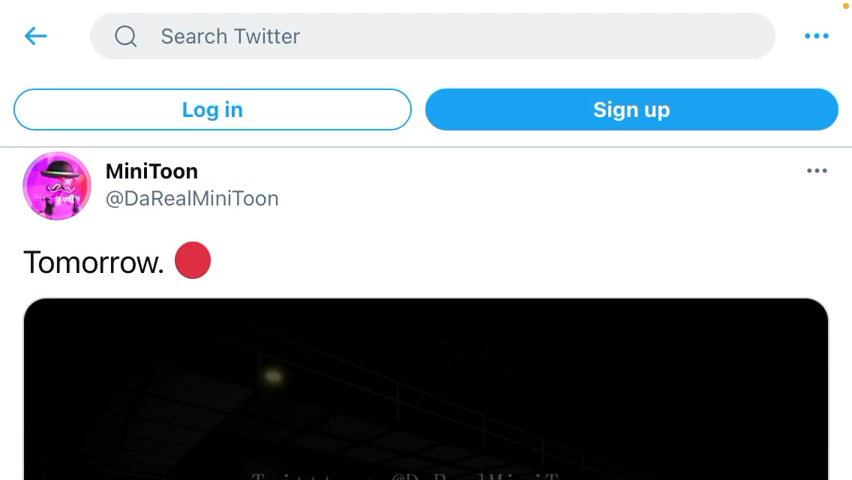 Search Twitter
Log in
Sign up
MiniToon
@DaRealMiniToon
Tomorrow. 🔴